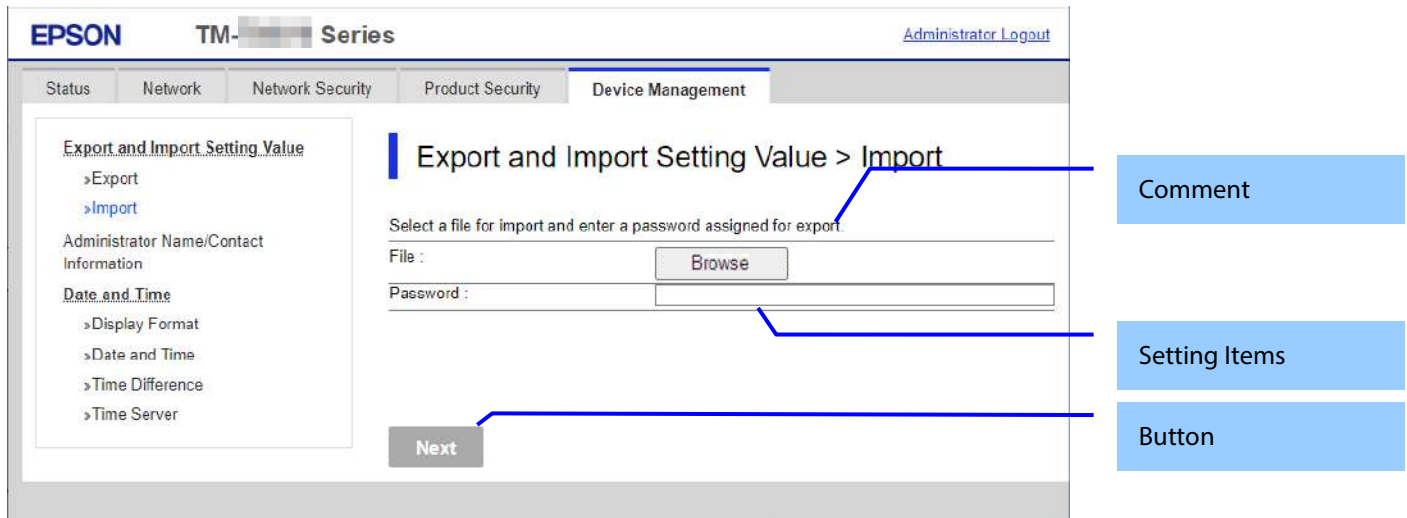 EPSON TM- Series Administrator Logout
Status Network Network Security Product Security Device Management
Export and Import Setting Value
»Export
»Import
Administrator Name/Contact
Information
Date and Time
»Display Format
»Date and Time
»Time Difference
»Time Server
Export and Import Setting Value > Import
Select a file for import and enter a password assigned for export.
File : Browse
Password :
Next
Comment
Setting Items
Button